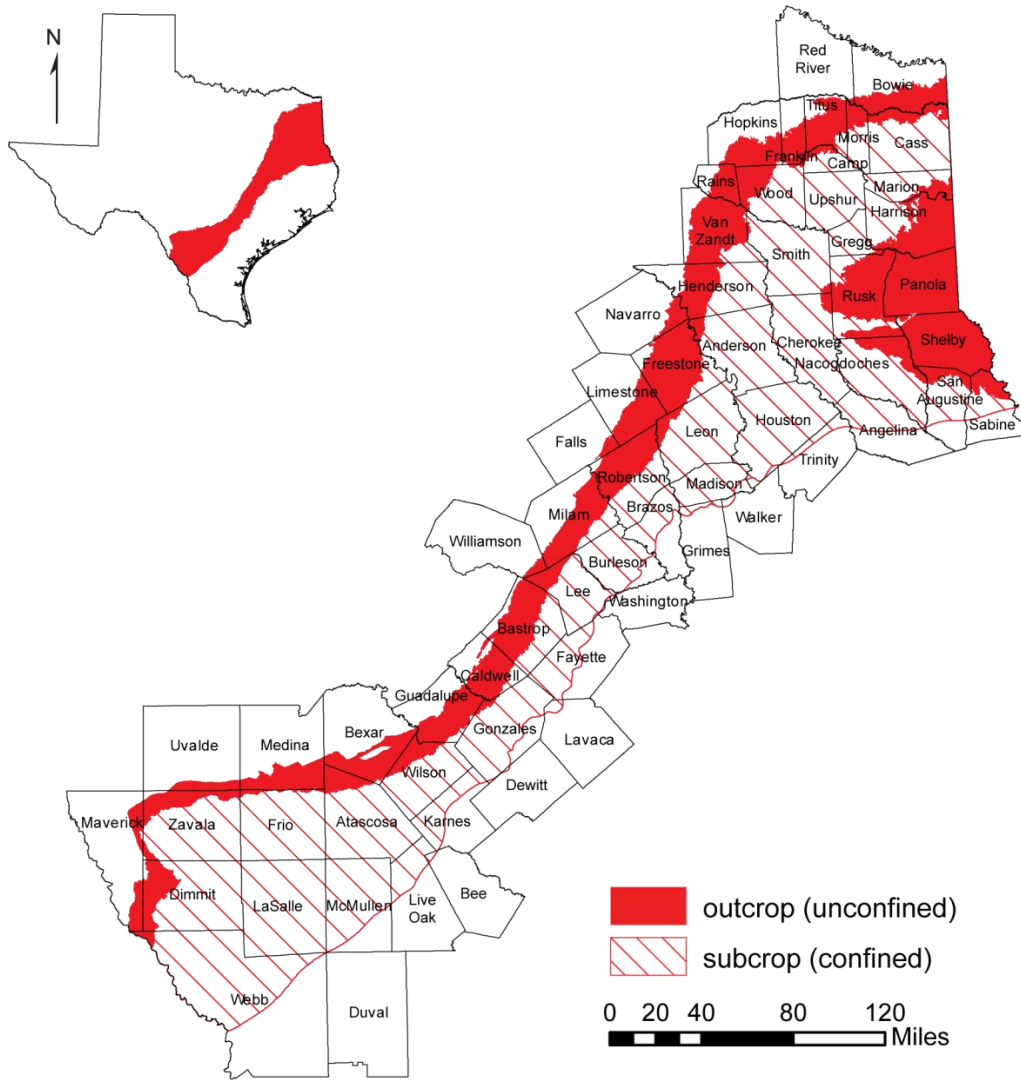 N
Red
River
Bowie
Titus
Hopkins
Morris
Cass
Franklin
Camp
Rains
Wood
Marion
Upshur
Harrison
Van
Zandt
Gregg
Smith
Henderson
Rusk
Panola
Navarro
Anderson
Cherokee
Shelby
Freestone
Nacogdoches
Limestone
San
Augustine
Houston
Leon
Angelina
Sabine
Falls
Trinity
Robertson
Madison
Milam
Brazos
Walker
Williamson
Grimes
Burleson
Lee
Washington
Bastrop
Fayette
Caldwell
Guadalupe
Gonzales
Bexar
Lavaca
Uvalde
Medina
Wilson
Dewitt
Maverick
Zavala
Frio
Atascosa
Karnes
Dimmit
LaSalle
McMullen
Live
Oak
Bee
Webb
Duval
outcrop (unconfined)
subcrop (confined)
0 20 40 80 120
Miles